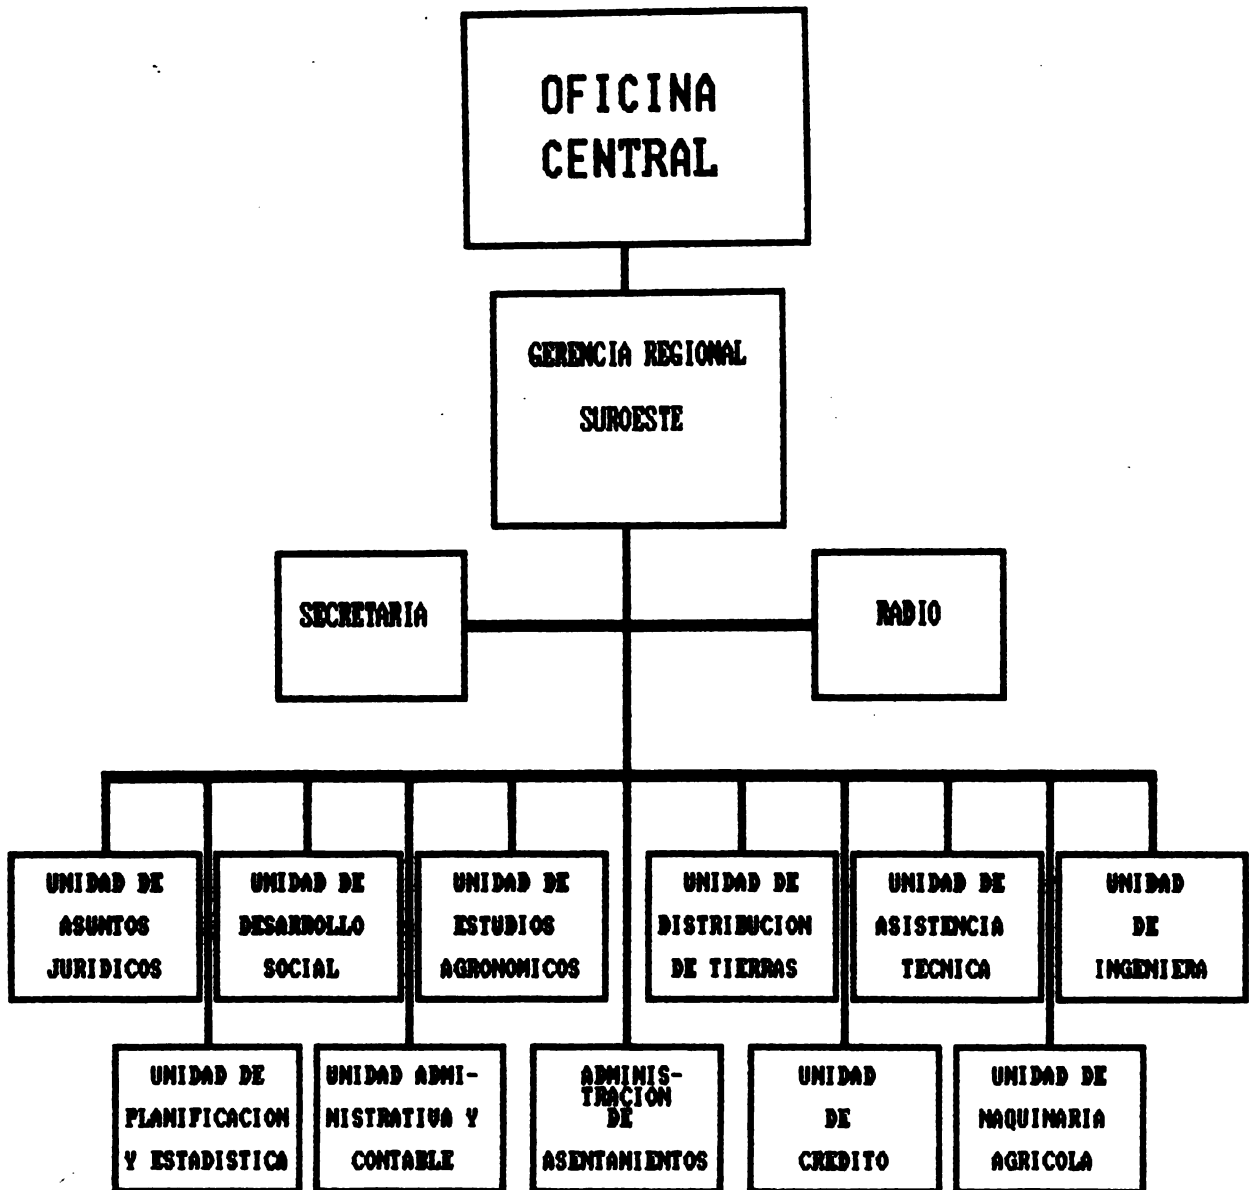 OFICINA
CENTRAL
GERENCIA REGIONAL
SUROESTE
SECRETARIA
RADIO
UNIDAD DE
ASUNTOS
JURIDICOS
UNIDAD DE
DESARROLLO
SOCIAL
UNIDAD DE
ESTUDIOS
AGRONOMICOS
UNIDAD DE
DISTRIBUCION
DE TIERRAS
UNIDAD DE
ASISTENCIA
TECNICA
UNIDAD
DE
INGENIERA
UNIDAD DE
PLANIFICACION
Y ESTADISTICA
UNIDAD ADMI-
NISTRATIVA Y
CONTABLE
ADMINIS-
TRACION
DE
ASENTAMIENTOS
UNIDAD
DE
CREDITO
UNIDAD DE
MAQUINARIA
AGRICOLA